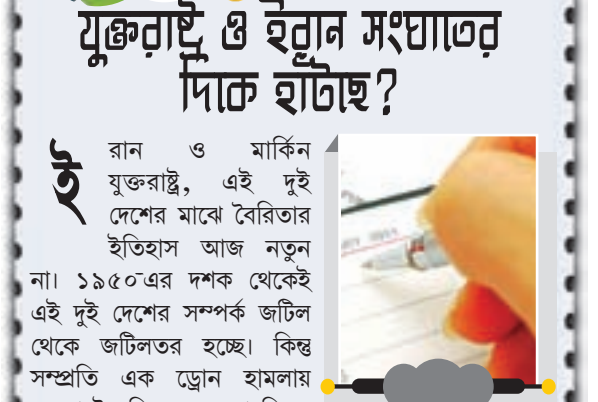 যুক্তরাষ্ট্র ও ইরান সংঘাতের
দিকে হাঁটছে?
ইরান ও মার্কিন
যুক্তরাষ্ট্র, এই দুই
দেশের মাঝে বৈরিতার
ইতিহাস আজ নতুন
না। ১৯৫০-এর দশক থেকেই
এই দুই দেশের সম্পর্ক জটিল
থেকে জটিলতর হচ্ছে। কিন্তু
সম্প্রতি এক ড্রোন হামলায়